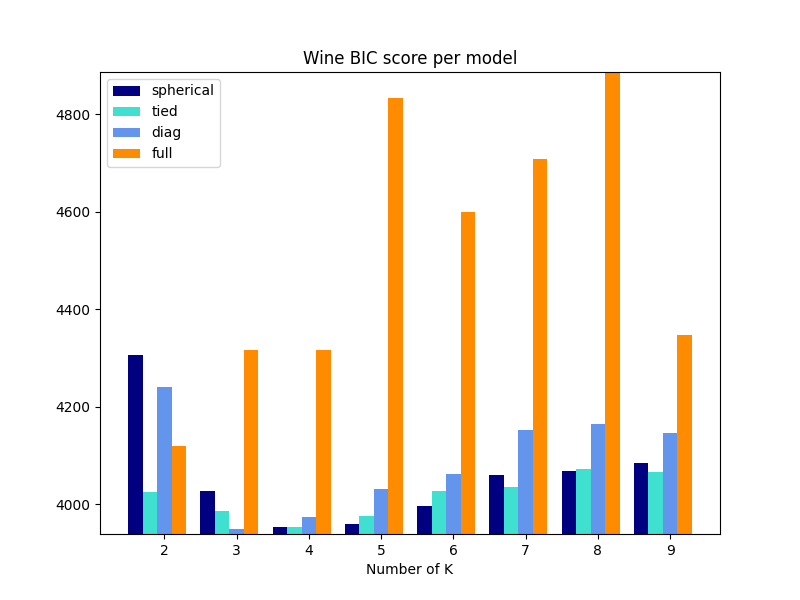 Wine BIC score per model
spherical
tied
diag
full
4800
4600
4400
4200
4000
2 3 4 5 6 7 8 9
Number of K